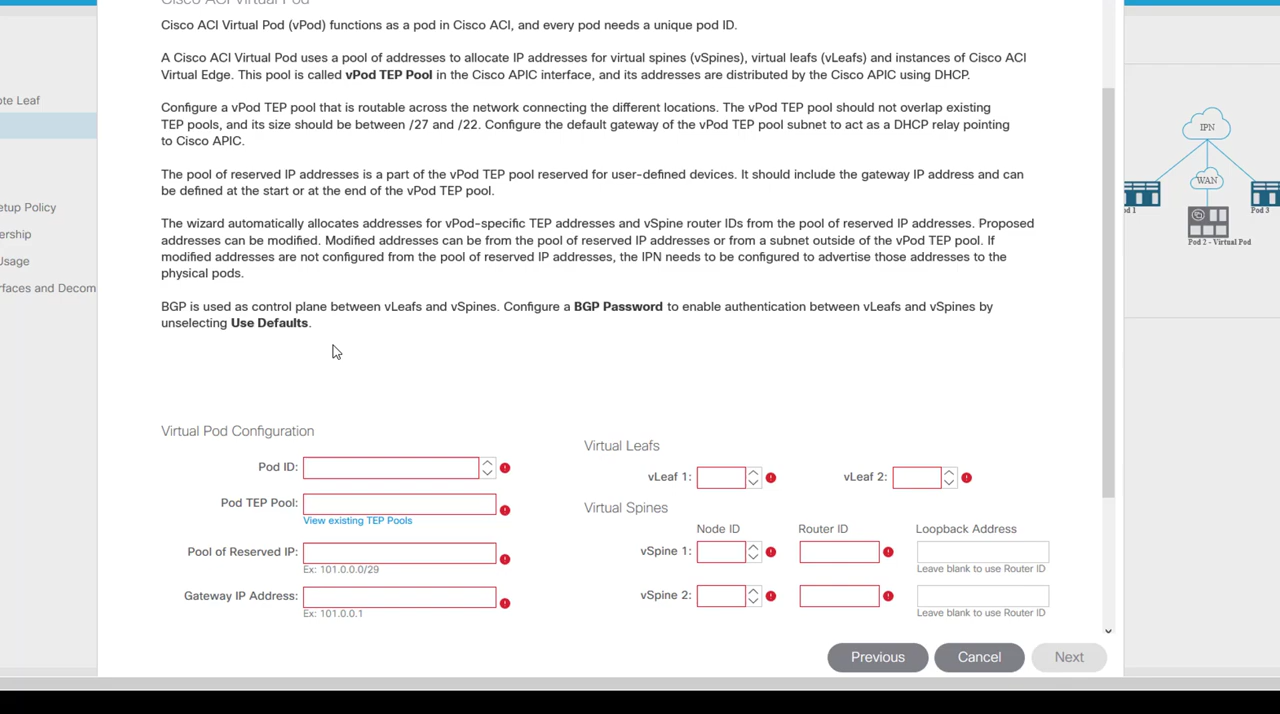 Cisco ACI Virtual Pod
Cisco ACI Virtual Pod (vPod) functions as a pod in Cisco ACI, and every pod needs a unique pod ID.
A Cisco ACI Virtual Pod uses a pool of addresses to allocate IP addresses for virtual spines (vSpines), virtual leafs (vLeafs) and instances of Cisco ACI
Virtual Edge. This pool is called vPod TEP Pool in the Cisco APIC interface, and its addresses are distributed by the Cisco APIC using DHCP.
Configure a vPod TEP pool that is routable across the network connecting the different locations. The vPod TEP pool should not overlap existing
TEP pools, and its size should be between /27 and /22. Configure the default gateway of the vPod TEP pool subnet to act as a DHCP relay pointing
to Cisco APIC.
The pool of reserved IP addresses is a part of the vPod TEP pool reserved for user-defined devices. It should include the gateway IP address and can
be defined at the start or at the end of the vPod TEP pool.
The wizard automatically allocates addresses for vPod-specific TEP addresses and vSpine router IDs from the pool of reserved IP addresses. Proposed
addresses can be modified. Modified addresses can be from the pool of reserved IP addresses or from a subnet outside of the vPod TEP pool. If
modified addresses are not configured from the pool of reserved IP addresses, the IPN needs to be configured to advertise those addresses to the
physical pods.
BGP is used as control plane between vLeafs and vSpines. Configure a BGP Password to enable authentication between vLeafs and vSpines by
unselecting Use Defaults.
Virtual Pod Configuration
Pod ID:
Pod TEP Pool:
View existing TEP Pools
Pool of Reserved IP:
Ex: 101.0.0.0/29
Gateway IP Address:
Ex: 101.0.0.1
Virtual Leafs
vLeaf 1: vLeaf 2:
Virtual Spines
Node ID Router ID Loopback Address
vSpine 1:
Leave blank to use Router ID
vSpine 2:
Leave blank to use Router ID
Previous Cancel Next
ote Leaf
etup Policy
ership
Usage
rfaces and Decom
IPN
WAN
d 1
Pod 3
Pod 2 - Virtual Pod